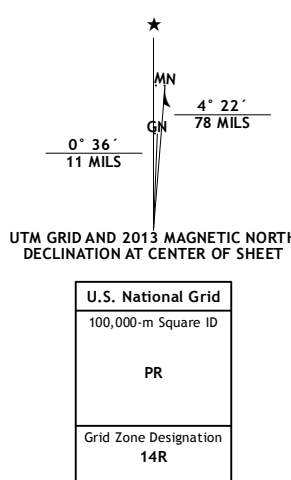 ★
MN
GN
4° 22´
78 MILS
0° 36´
11 MILS
UTM GRID AND 2013 MAGNETIC NORTH
DECLINATION AT CENTER OF SHEET
U.S. National Grid
100,000-m Square ID
PR
Grid Zone Designation
14R